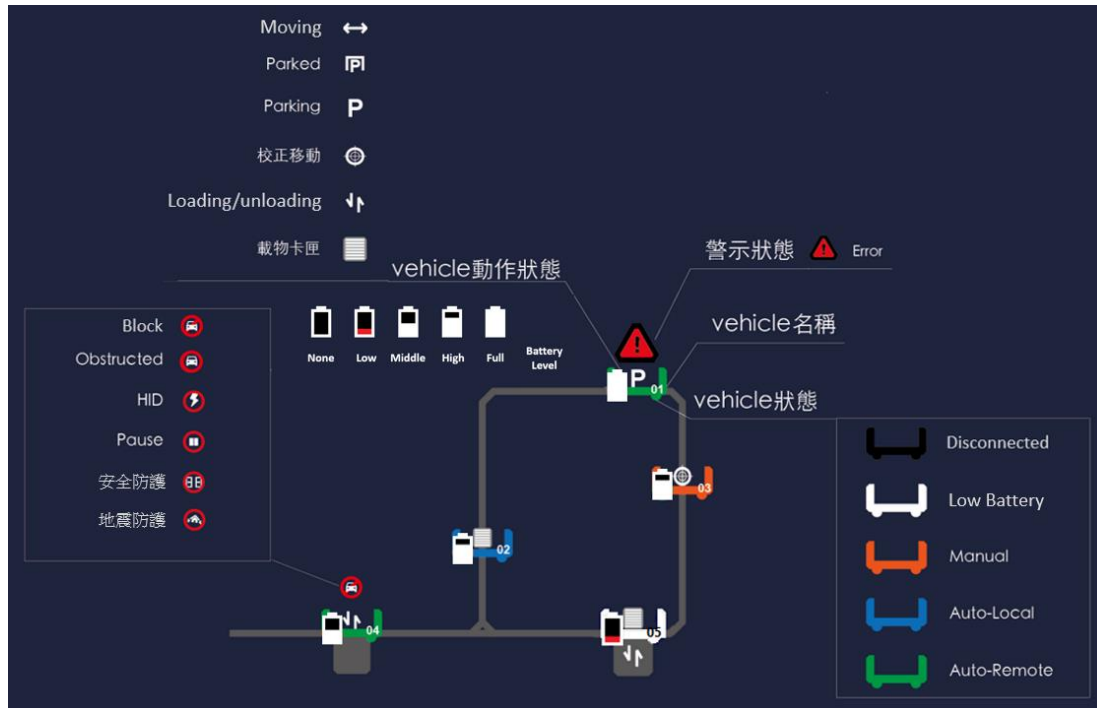 Moving
Parked
P
Parking
P
校正移動
Loading/unloading
載物卡匣
vehicle動作狀態
警示狀態
Error
Block
Obstructed
HID
Pause
安全防護
地震防護
None
Low
Middle
High
Full
Battery
Level
vehicle名稱
P
01
vehicle狀態
03
02
04
05
Disconnected
Low Battery
Manual
Auto-Local
Auto-Remote